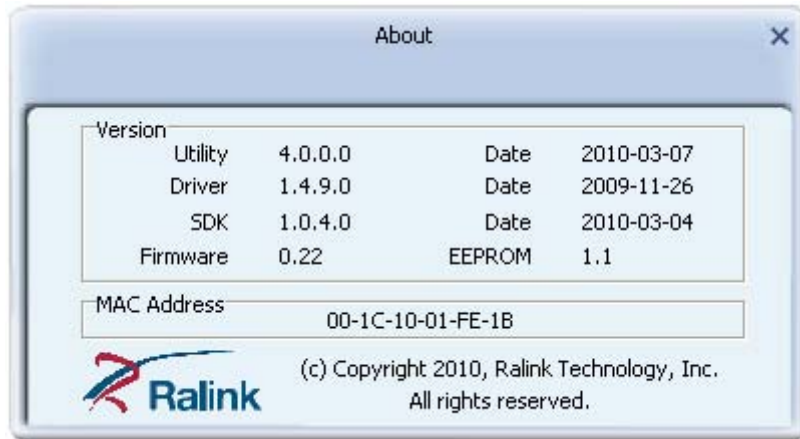 About
Version
Utility 4.0.0.0 Date 2010-03-07
Driver 1.4.9.0 Date 2009-11-26
SDK 1.0.4.0 Date 2010-03-04
Firmware 0.22 EEPROM 1.1
MAC Address
00-1C-10-01-FE-1B
Ralink
(c) Copyright 2010, Ralink Technology, Inc.
All rights reserved.